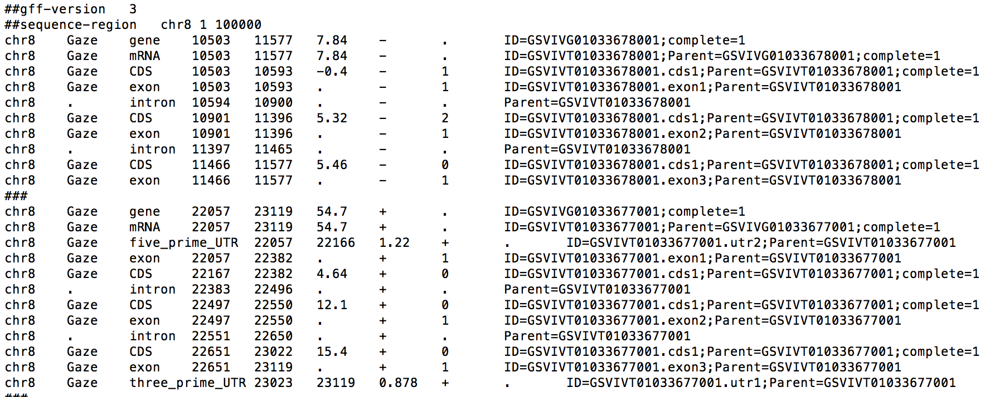 ##gff-version   3
##sequence-region   chr8 1 100000
chr8	Gaze	gene	10503	11577	7.84	-	.	ID=GSVIVG01033678001;complete=1
chr8	Gaze	mRNA	10503	11577	7.84	-	.	ID=GSVIVT01033678001;Parent=GSVIVG01033678001;complete=1
chr8	Gaze	CDS	10503	10593	-0.4	-	1	ID=GSVIVT01033678001.cds1;Parent=GSVIVT01033678001;complete=1
chr8	Gaze	exon	10503	10593	.	-	1	ID=GSVIVT01033678001.exon1;Parent=GSVIVT01033678001
chr8	.	intron	10594	10900	.	-	.	Parent=GSVIVT01033678001
chr8	Gaze	CDS	10901	11396	5.32	-	2	ID=GSVIVT01033678001.cds1;Parent=GSVIVT01033678001;complete=1
chr8	Gaze	exon	10901	11396	.	-	1	ID=GSVIVT01033678001.exon2;Parent=GSVIVT01033678001
chr8	.	intron	11397	11465	.	-	.	Parent=GSVIVT01033678001
chr8	Gaze	CDS	11466	11577	5.46	-	0	ID=GSVIVT01033678001.cds1;Parent=GSVIVT01033678001;complete=1
chr8	Gaze	exon	11466	11577	.	-	1	ID=GSVIVT01033678001.exon3;Parent=GSVIVT01033678001
###
chr8	Gaze	gene	22057	23119	54.7	+	.	ID=GSVIVG01033677001;complete=1
chr8	Gaze	mRNA	22057	23119	54.7	+	.	ID=GSVIVT01033677001;Parent=GSVIVG01033677001;complete=1
chr8	Gaze	five_prime_UTR	22057	22166	1.22	+	.	ID=GSVIVT01033677001.utr2;Parent=GSVIVT01033677001
chr8	Gaze	exon	22057	22382	.	+	1	ID=GSVIVT01033677001.exon1;Parent=GSVIVT01033677001
chr8	Gaze	CDS	22167	22382	4.64	+	0	ID=GSVIVT01033677001.cds1;Parent=GSVIVT01033677001;complete=1
chr8	.	intron	22383	22496	.	+	.	Parent=GSVIVT01033677001
chr8	Gaze	CDS	22497	22550	12.1	+	0	ID=GSVIVT01033677001.cds1;Parent=GSVIVT01033677001;complete=1
chr8	Gaze	exon	22497	22550	.	+	1	ID=GSVIVT01033677001.exon2;Parent=GSVIVT01033677001
chr8	.	intron	22551	22650	.	+	.	Parent=GSVIVT01033677001
chr8	Gaze	CDS	22651	23022	15.4	+	0	ID=GSVIVT01033677001.cds1;Parent=GSVIVT01033677001;complete=1
chr8	Gaze	exon	22651	23119	.	+	1	ID=GSVIVT01033677001.exon3;Parent=GSVIVT01033677001
chr8	Gaze	three_prime_UTR	23023	23119	0.878	+	.	ID=GSVIVT01033677001.utr1;Parent=GSVIVT01033677001
###